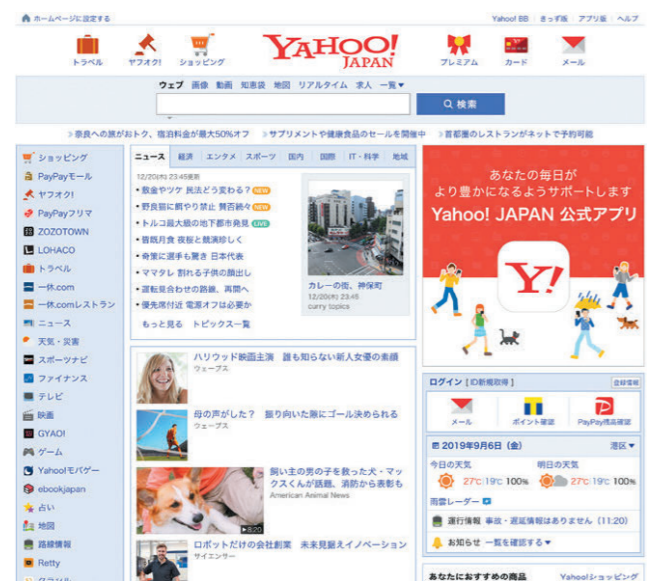 ホームページに設定する
Yahoo! BB きっず版 アプリ版 ヘルプ
トラベル
ヤフオク!
ショッピング
YAHOO!
JAPAN
プレミアム
カード
メール
ウェブ 画像 動画 知恵袋 地図 リアルタイム 求人 一覧▼
検索
>奈良への旅がおトク、宿泊料金が最大50%オフ >サプリメントや健康食品のセールを開催中 >首都圏のレストランがネットで予約可能
ショッピング
PayPayモール
ヤフオク!
PayPayフリマ
ZOZOTOWN
LOHACO
トラベル
一休.com
一休.comレストラン
ニュース
天気・災害
スポーツナビ
ファイナンス
テレビ
映画
GYAO!
ゲーム
Yahoo!モバゲー
ebookjapan
占い
地図
路線情報
Retty
ニュース 経済 エンタメ スポーツ 国内 国際 IT・科学 地域
12/20(木) 23:45更新
・敷金やツケ 民法どう変わる? NEW
・野良猫に餌やり禁止 賛否続々 NEW
・トルコ最大級の地下都市発見 LIVE
・皆既月食 夜桜と競演珍しく
・奇策に選手も驚き 日本代表
・ママタレ 割れる子供の顔出し
・運転見合わせの路線、再開へ
・優先席付近 電源オフは必要か
もっと見る トピックス一覧
カレーの街、神保町
12/20(木) 23:45
curry topics
ハリウッド映画主演 誰も知らない新人女優の素顔
ウェーブス
母の声がした? 振り向いた隙にゴール決められる
ウェーブス
飼い主の男の子を救った犬・マッ
クスくんが話題、消防から表彰も
American Animal News
8:20
ロボットだけの会社創業 未来見据えイノベーション
サイエンサー
あなたの毎日が
より豊かになるようサポートします
Yahoo! JAPAN 公式アプリ
Y!
ログイン [ID新規取得] 登録情報
メール
ポイント確認
PayPay残高確認
2019年9月6日(金) 港区▼
今日の天気 明日の天気
27℃ 19℃ 100% 27℃ 19℃ 100%
雨雲レーダー
運行情報 事故・遅延情報はありません (11:20)
お知らせ 一覧を確認する▼
あなたにおすすめの商品 Yahoo!ショッピング